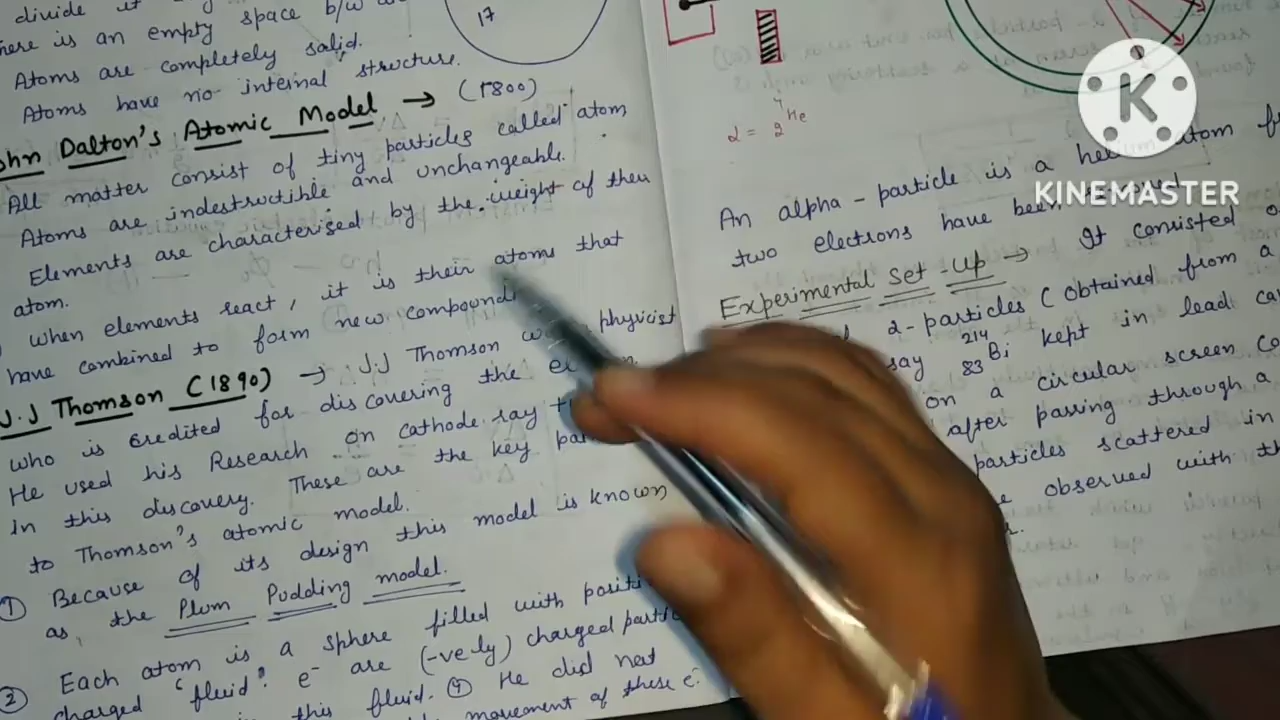 divide it
there is an empty space b/w
Atoms are completely solid.
Atoms have no internal structure.
John Dalton's Atomic Model → (1800)
All matter consist of tiny particles called atom
Atoms are indestructible and unchangeable.
Elements are characterised by the weight of their
atom.
When elements react, it is their atoms that
have combined to form new compound
J.J Thomson (1890) → J.J Thomson physicist
who is credited for discovering the
He used his Research on cathode ray
in this discovery. These are the key
to Thomson's atomic model.
① Because of its design this model is known
as, the Plum Pudding model.
② Each atom is a sphere filled with
charged 'fluid'. e⁻ are (-vely) charged
this fluid. ④ He did not
movement of these e⁻
17
α = ⁴₂He
An alpha-particle is a helium atom
two electrons have been
Experimental Set-Up → It consisted
α-particles (obtained from a
say ²¹⁴₈₃Bi kept in lead
on a circular screen
after passing through a
particles scattered in
observed with
K
KINEMASTER